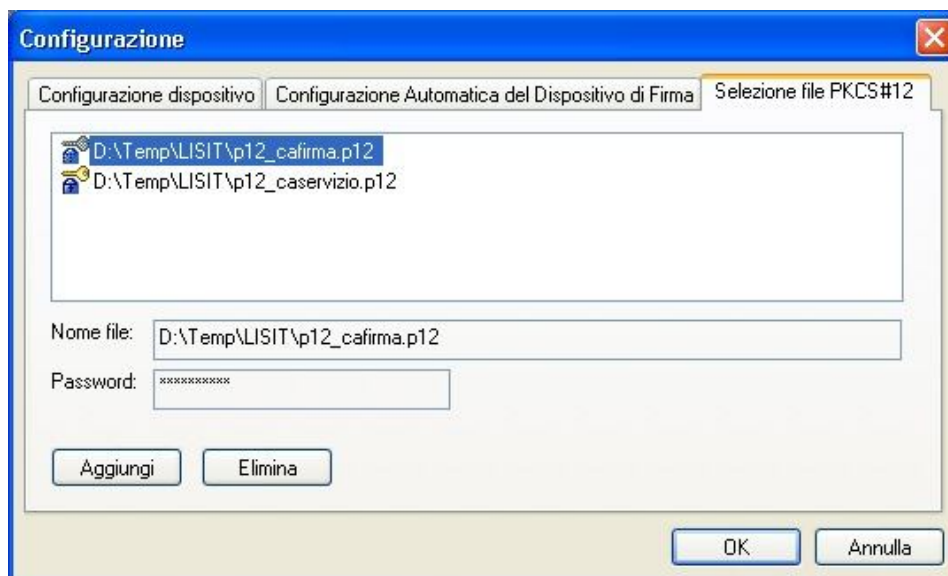 Configurazione
Configurazione dispositivo Configurazione Automatica del Dispositivo di Firma Selezione file PKCS#12
D:\Temp\LISIT\p12_cafirma.p12
D:\Temp\LISIT\p12_caservizio.p12
Nome file: D:\Temp\LISIT\p12_cafirma.p12
Password: **********
Aggiungi Elimina
OK Annulla